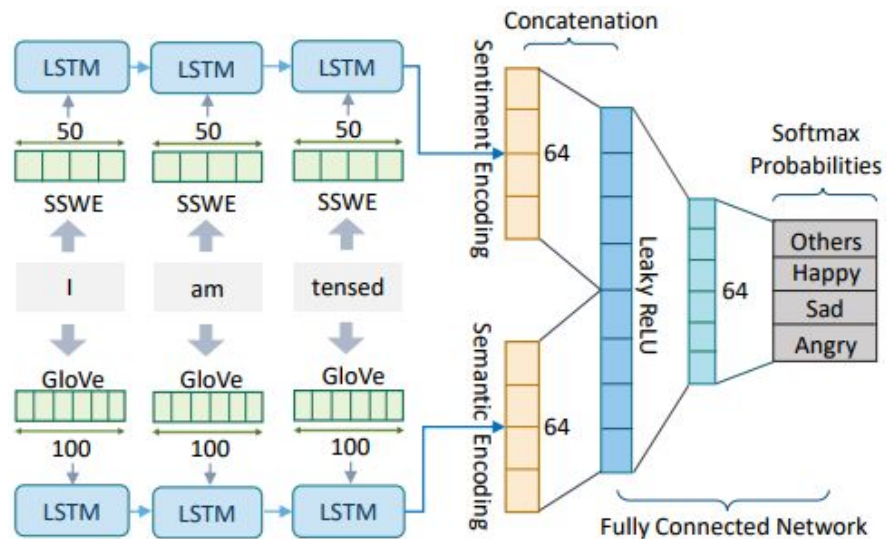 LSTM LSTM LSTM
50 50 50
SSWE SSWE SSWE
I am tensed
GloVe GloVe GloVe
100 100 100
LSTM LSTM LSTM
Sentiment Encoding
64
Semantic Encoding
64
Concatenation
Leaky ReLU
64
Softmax
Probabilities
Others
Happy
Sad
Angry
Fully Connected Network